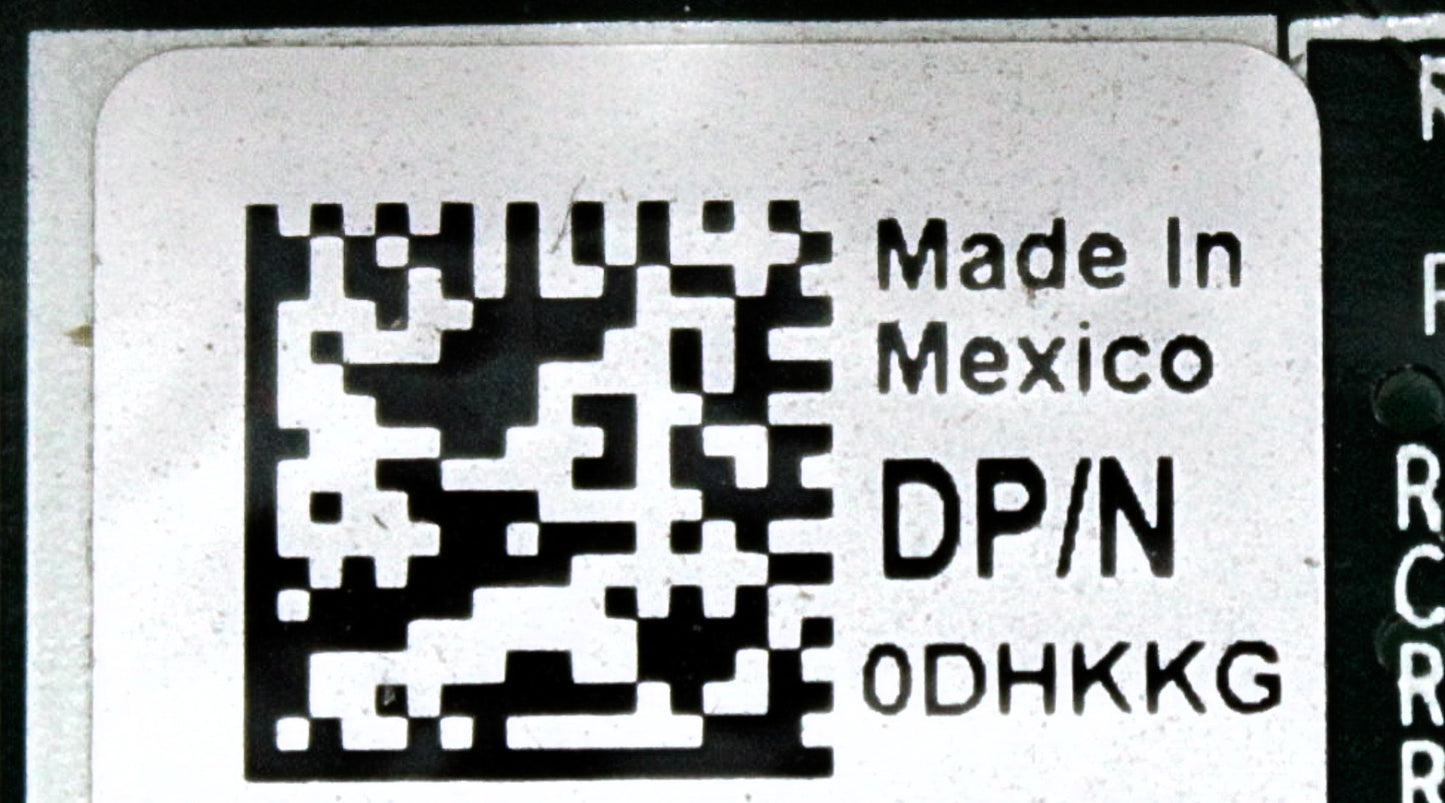 Made In
Mexico
DP/N
0DHKKG
R
C
R
R